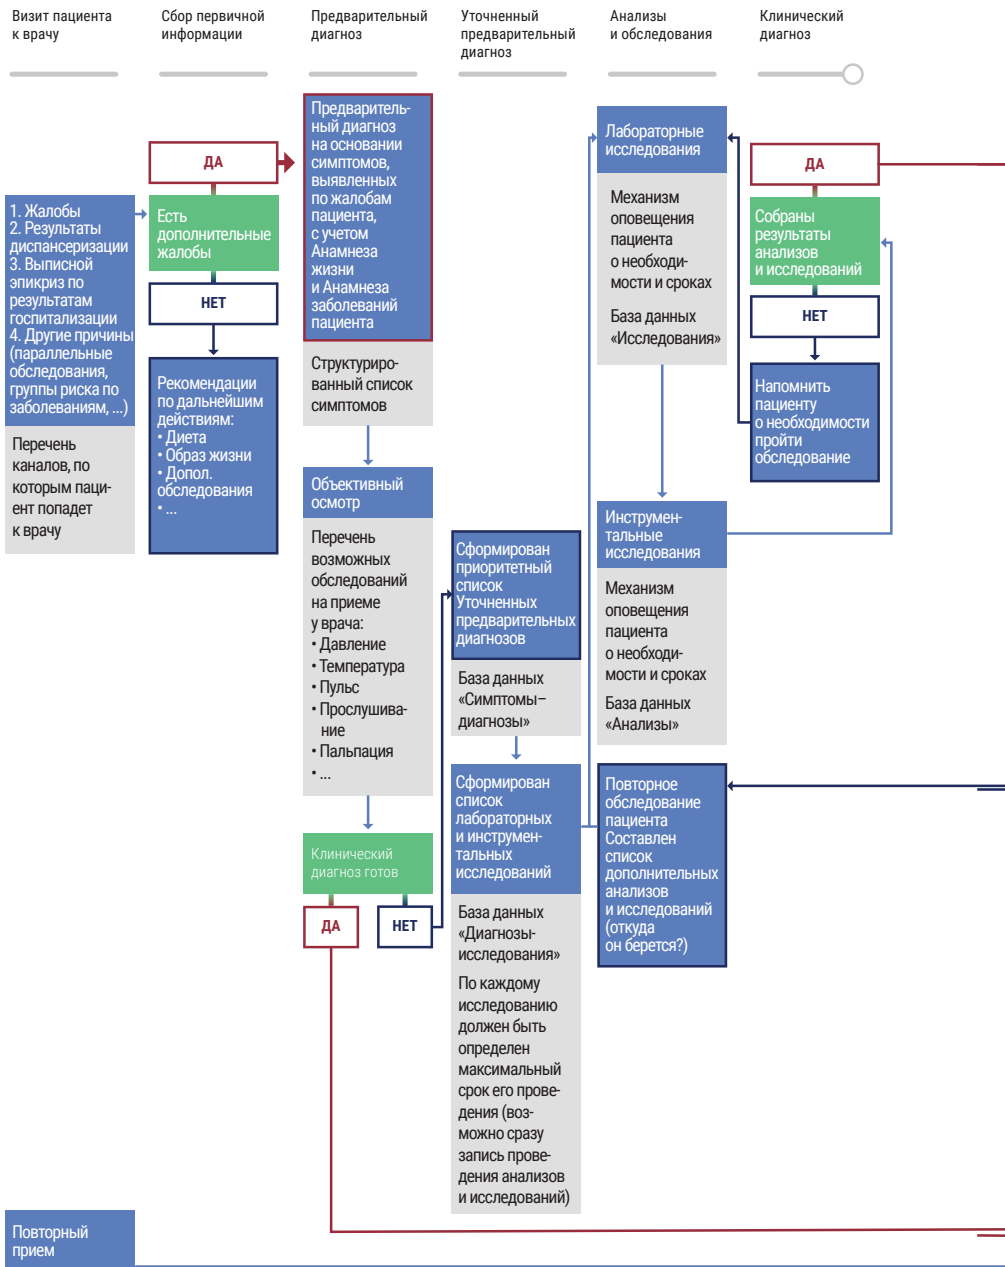 Визит пациента
к врачу
Сбор первичной
информации
Предварительный
диагноз
Уточненный
предварительный
диагноз
Анализы
и обследования
Клинический
диагноз
1. Жалобы
2. Результаты
диспансеризации
3. Выписной
эпикриз по
результатам
госпитализации
4. Другие причины
(параллельные
обследования,
группы риска по
заболеваниям, ...)
Перечень
каналов, по
которым паци-
ент попадет
к врачу
ДА
Есть
дополнительные
жалобы
НЕТ
Рекомендации
по дальнейшим
действиям:
• Диета
• Образ жизни
• Допол.
обследования
• ...
Предваритель-
ный диагноз
на основании
симптомов,
выявленных
по жалобам
пациента,
с учетом
Анамнеза
жизни
и Анамнеза
заболеваний
пациента
Структуриро-
ванный список
симптомов
Объективный
осмотр
Перечень
возможных
обследований
на приеме
у врача:
• Давление
• Температура
• Пульс
• Прослушива-
ние
• Пальпация
• ...
Клинический
диагноз готов
ДА
НЕТ
Сформирован
приоритетный
список
Уточненных
предварительных
диагнозов
База данных
«Симптомы–
диагнозы»
Сформирован
список
лабораторных
и инструмен-
тальных
исследований
База данных
«Диагнозы-
исследования»
По каждому
исследованию
должен быть
определен
максимальный
срок его прове-
дения (воз-
можно сразу
запись прове-
дения анализов
и исследований)
Лабораторные
исследования
Механизм
оповещения
пациента
о необходи-
мости и сроках
База данных
«Исследования»
Инструмен-
тальные
исследования
Механизм
оповещения
пациента
о необходи-
мости и сроках
База данных
«Анализы»
Повторное
обследование
пациента
Составлен
список
дополнительных
анализов
и исследований
(откуда
он берется?)
ДА
Собраны
результаты
анализов
и исследований
НЕТ
Напомнить
пациенту
о необходимости
пройти
обследование
Повторный
прием